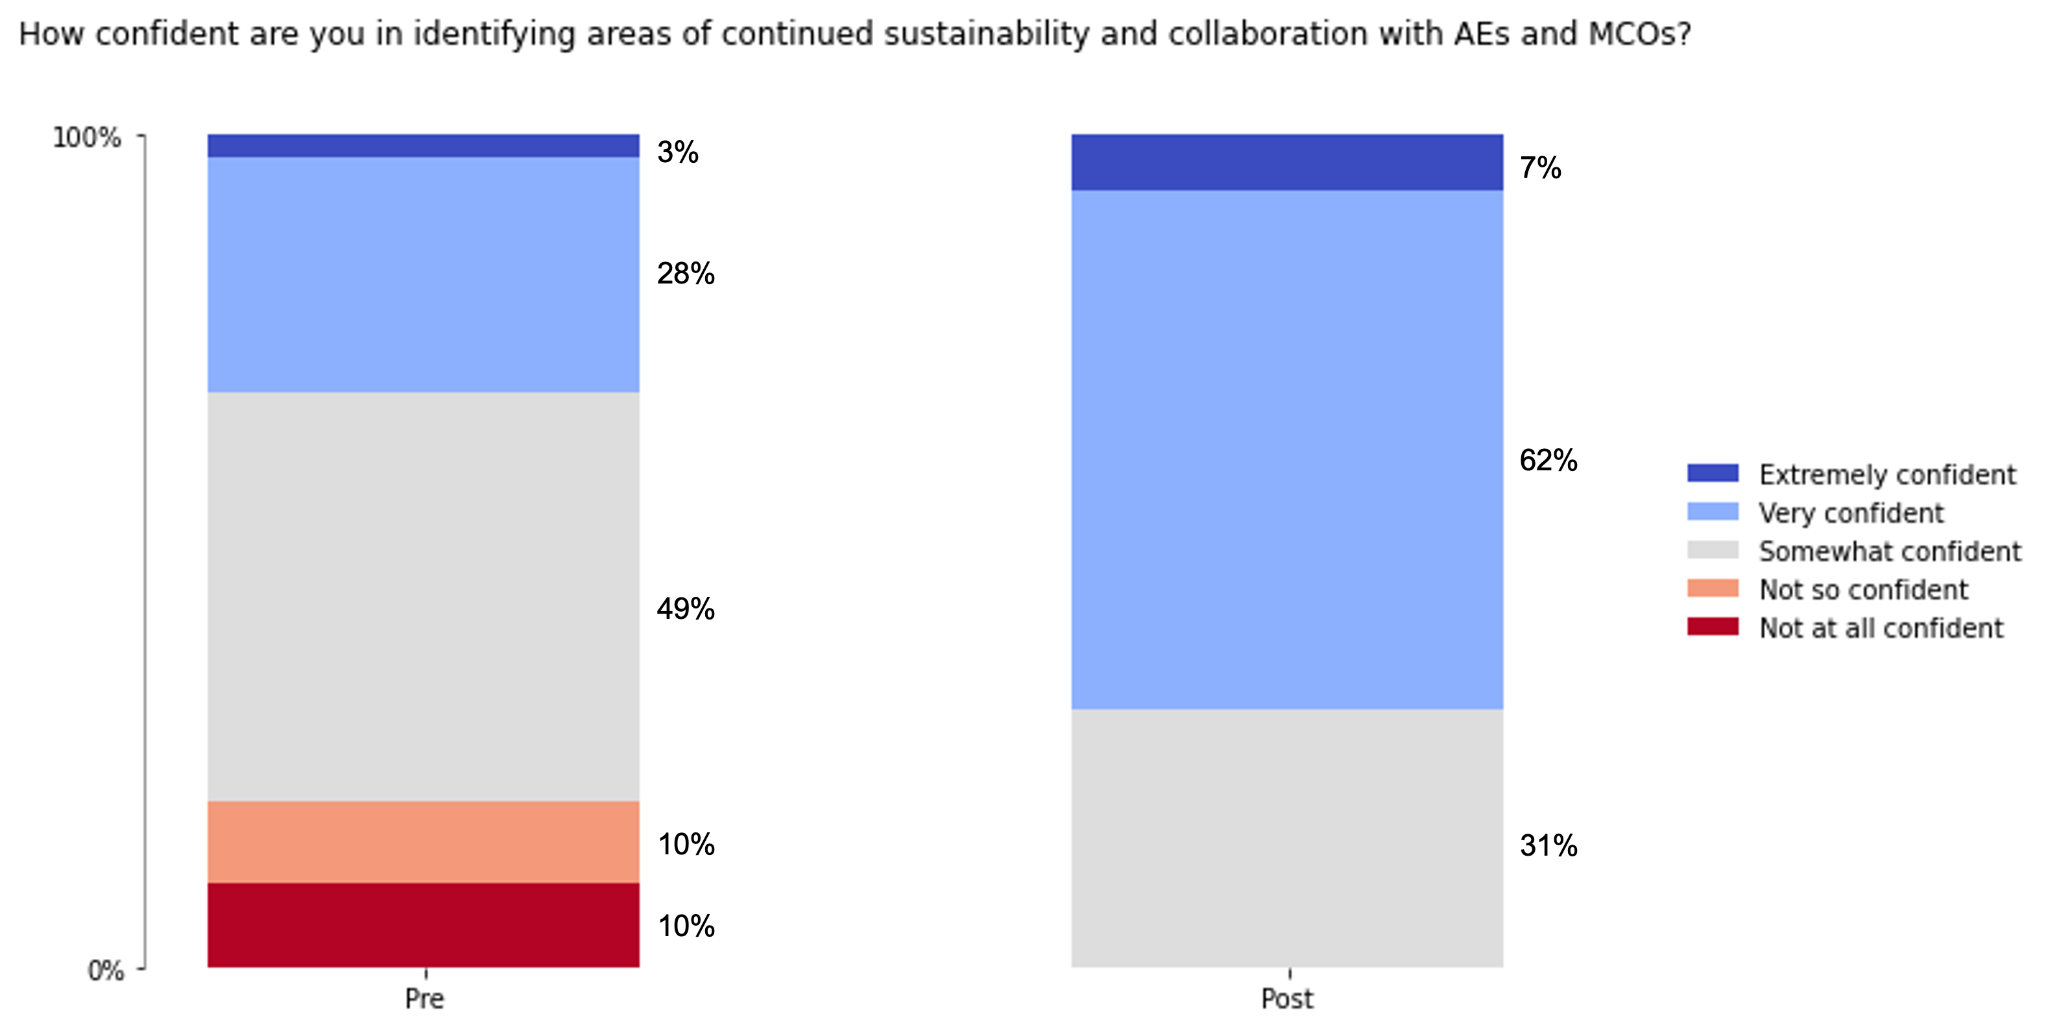 How confident are you in identifying areas of continued sustainability and collaboration with AEs and MCOs?
100%
0%
3%
28%
49%
10%
10%
Pre
7%
62%
31%
Post
Extremely confident
Very confident
Somewhat confident
Not so confident
Not at all confident